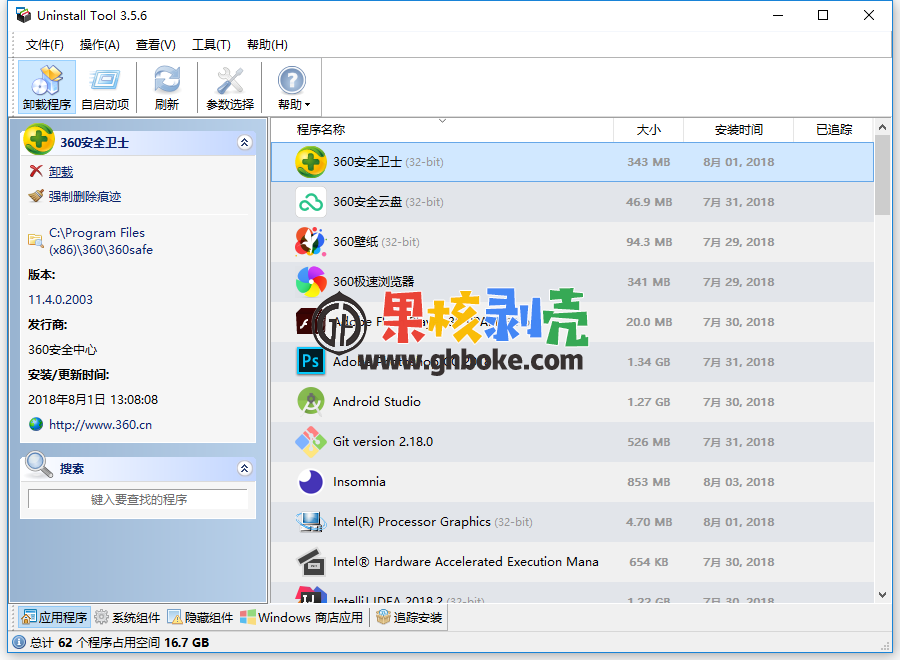 Uninstall Tool 3.5.6
文件(F) 操作(A) 查看(V) 工具(T) 帮助(H)
卸载程序 自启动项 刷新 参数选择 帮助
360安全卫士
卸载
强制删除痕迹
C:\Program Files
(x86)\360\360safe
版本:
11.4.0.2003
发行商:
360安全中心
安装/更新时间:
2018年8月1日 13:08:08
http://www.360.cn
搜索
键入要查找的程序
程序名称 大小 安装时间 已追踪
360安全卫士 (32-bit) 343 MB 8月 01, 2018
360安全云盘 (32-bit) 46.9 MB 7月 31, 2018
360壁纸 (32-bit) 94.3 MB 7月 29, 2018
360极速浏览器 341 MB 7月 29, 2018
Adobe 20.0 MB 7月 30, 2018
Ps Adobe 1.34 GB 7月 31, 2018
果核剥壳
www.ghboke.com
Android Studio 1.27 GB 7月 30, 2018
Git version 2.18.0 526 MB 7月 31, 2018
Insomnia 853 MB 8月 03, 2018
Intel(R) Processor Graphics (32-bit) 4.70 MB 8月 01, 2018
Intel® Hardware Accelerated Execution Mana 654 KB 7月 30, 2018
IntelliJ IDEA 2018.2 (32-bit) 1.22 GB 7月 30, 2018
应用程序 系统组件 隐藏组件 Windows 商店应用 追踪安装
总计 62 个程序占用空间 16.7 GB